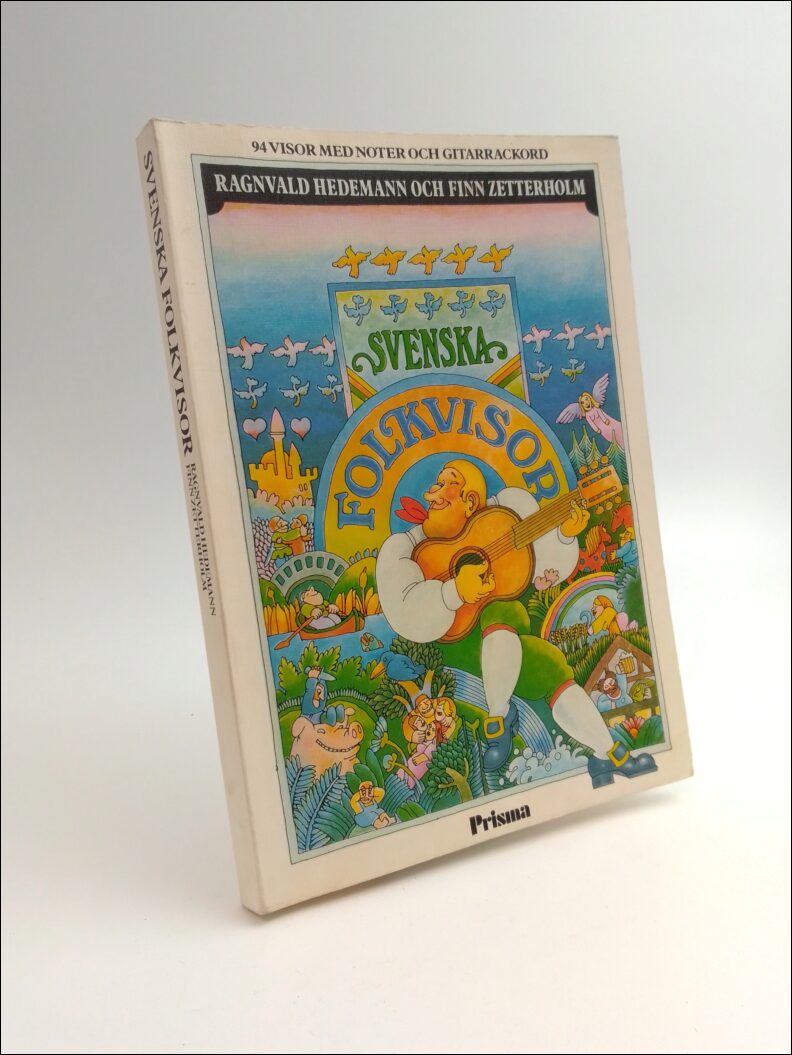 94 VISOR MED NOTER OCH GITARRACKORD
RAGNVALD HEDEMANN OCH FINN ZETTERHOLM
SVENSKA
FOLKVISOR
Prisma
SVENSKA FOLKVISOR
RAGNVALD HEDEMANN
FINN ZETTERHOLM